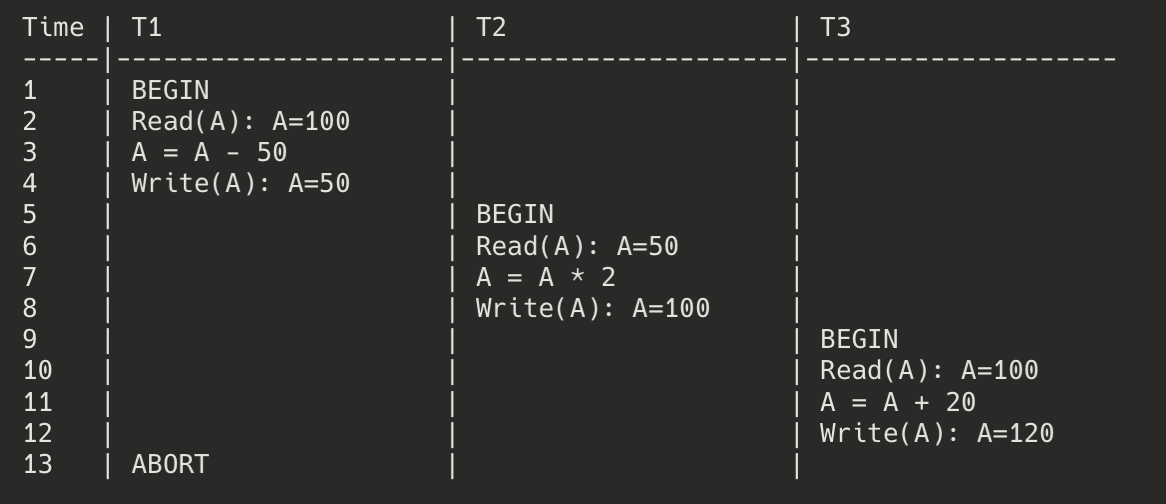 Time | T1                  | T2                  | T3
-----|---------------------|---------------------|--------------------
1    | BEGIN               |                     |
2    | Read(A): A=100      |                     |
3    | A = A - 50          |                     |
4    | Write(A): A=50      |                     |
5    |                     | BEGIN               |
6    |                     | Read(A): A=50       |
7    |                     | A = A * 2           |
8    |                     | Write(A): A=100     |
9    |                     |                     | BEGIN
10   |                     |                     | Read(A): A=100
11   |                     |                     | A = A + 20
12   |                     |                     | Write(A): A=120
13   | ABORT               |                     |